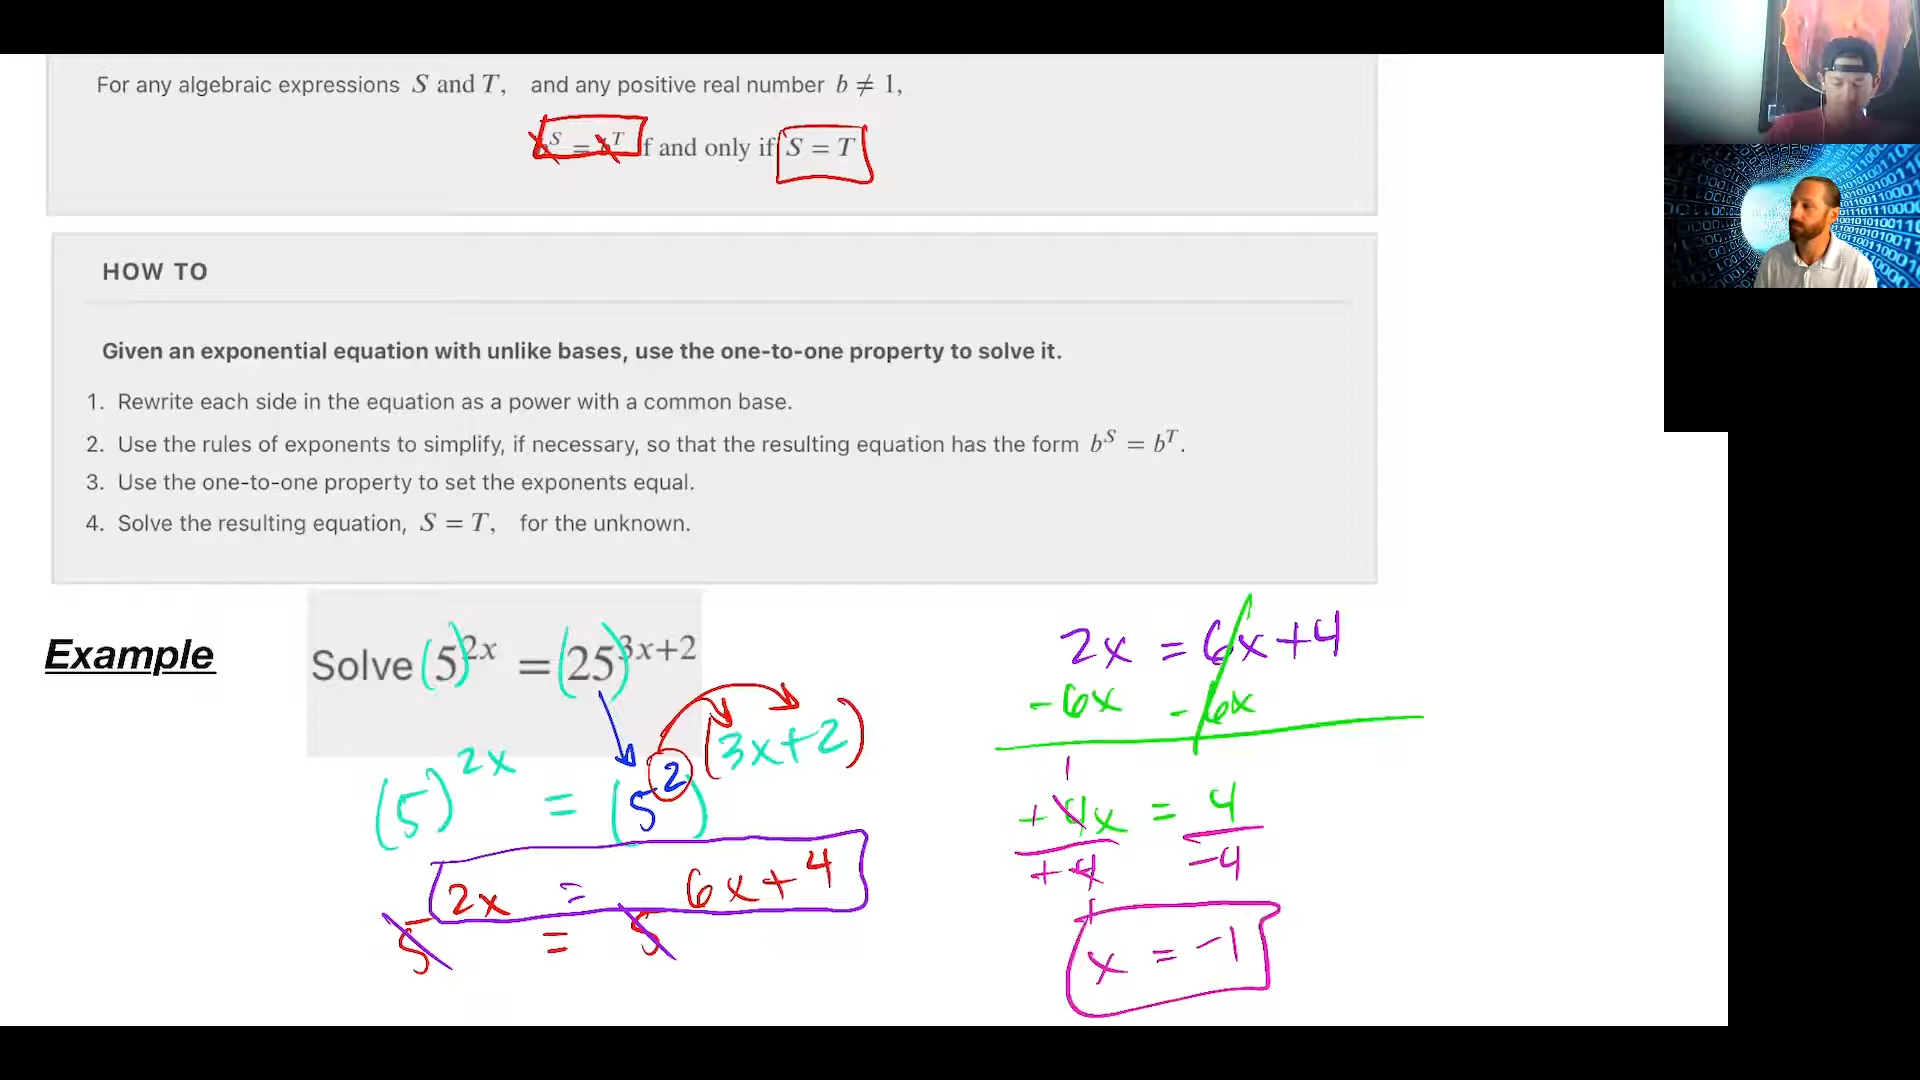 For any algebraic expressions S and T, and any positive real number b ≠ 1,
S = T f and only if S = T
HOW TO
Given an exponential equation with unlike bases, use the one-to-one property to solve it.
1. Rewrite each side in the equation as a power with a common base.
2. Use the rules of exponents to simplify, if necessary, so that the resulting equation has the form b^S = b^T.
3. Use the one-to-one property to set the exponents equal.
4. Solve the resulting equation, S = T, for the unknown.
Example
Solve (5)^2x = (25)^3x+2
(5)^2x = (5^2)^(3x+2)
2x = 6x+4
5 = 5
2x = 6x+4
-6x -6x
1
+4x = 4
+4 -4
x = -1